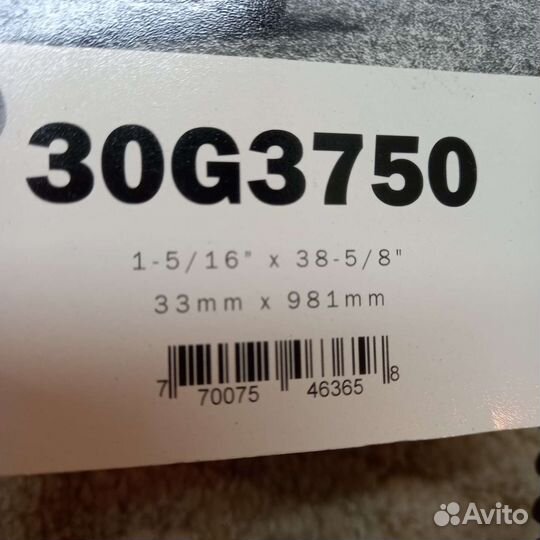 30G3750
1-5/16" x 38-5/8"
33mm x 981mm
7 70075 46365 8
Avito